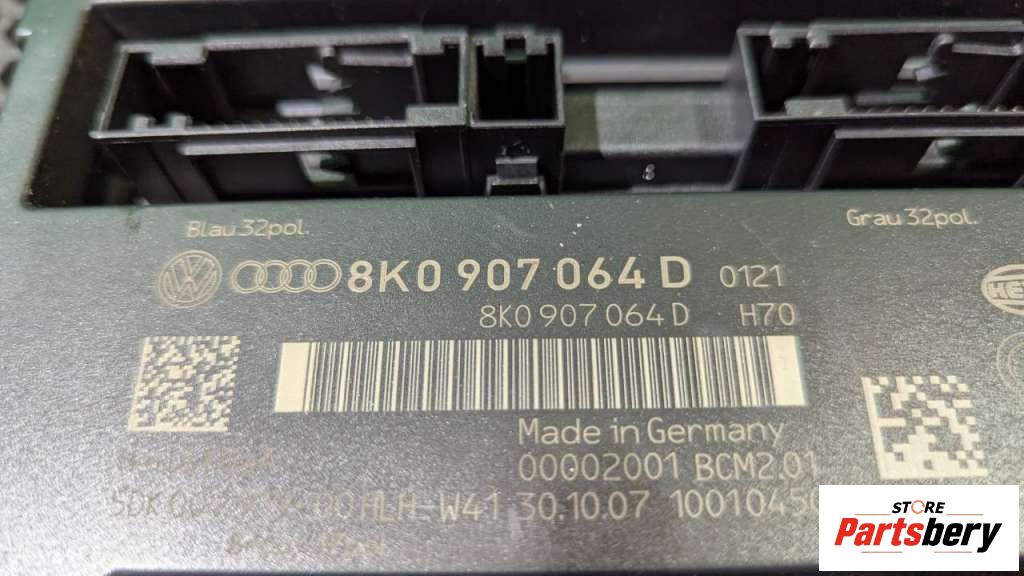 Blau 32pol.
Grau 32pol.
8K0 907 064 D 0121
8K0 907 064 D H70
Made in Germany
00002001 BCM2.01
30.10.07
STORE
Partsbery